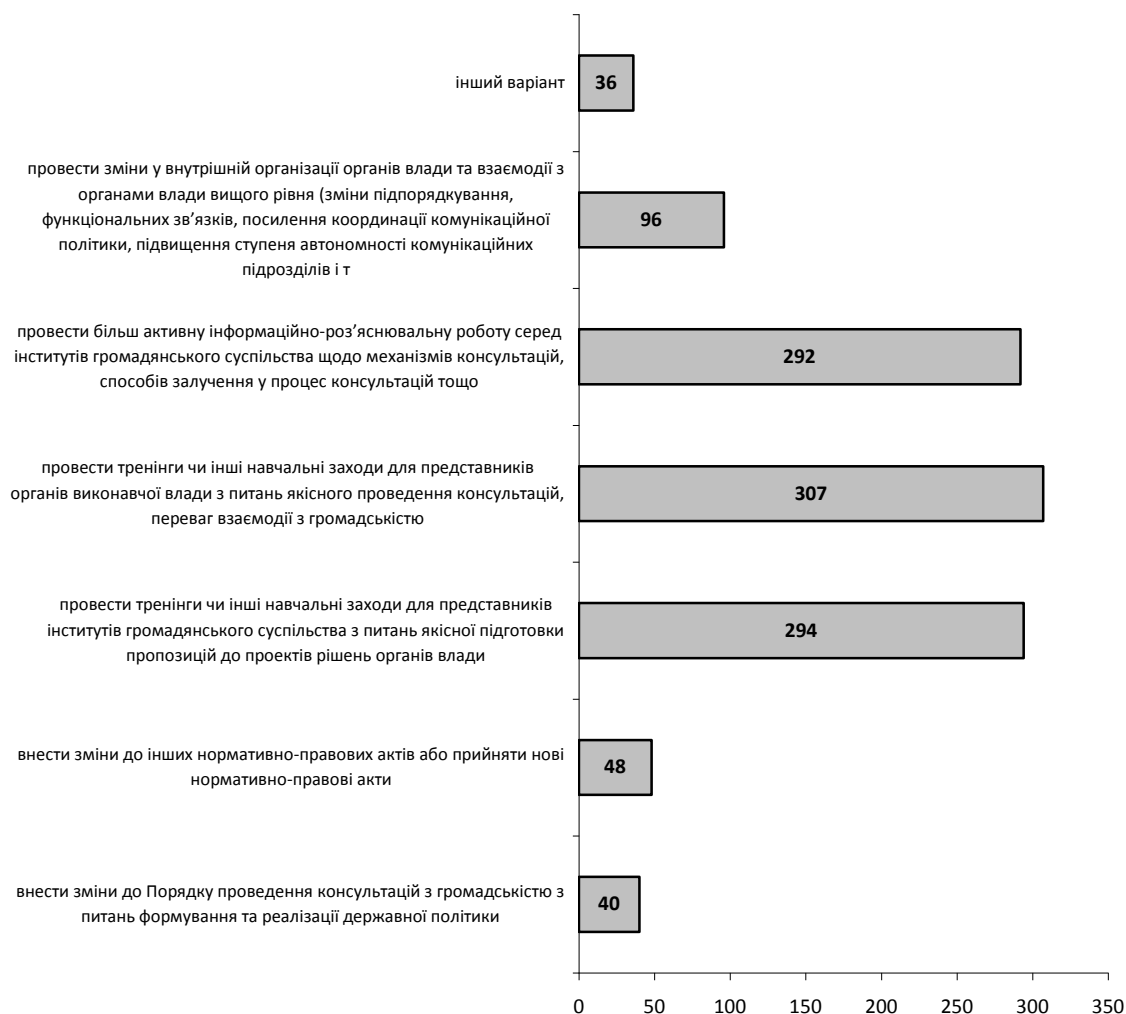 інший варіант
36
провести зміни у внутрішній організації органів влади та взаємодії з
органами влади вищого рівня (зміни підпорядкування,
функціональних зв’язків, посилення координації комунікаційної
політики, підвищення ступеня автономності комунікаційних
підрозділів і т
96
провести більш активну інформаційно-роз’яснювальну роботу серед
інститутів громадянського суспільства щодо механізмів консультацій,
способів залучення у процес консультацій тощо
292
провести тренінги чи інші навчальні заходи для представників
органів виконавчої влади з питань якісного проведення консультацій,
переваг взаємодії з громадськістю
307
провести тренінги чи інші навчальні заходи для представників
інститутів громадянського суспільства з питань якісної підготовки
пропозицій до проектів рішень органів влади
294
внести зміни до інших нормативно-правових актів або прийняти нові
нормативно-правові акти
48
внести зміни до Порядку проведення консультацій з громадськістю з
питань формування та реалізації державної політики
40
0 50 100 150 200 250 300 350